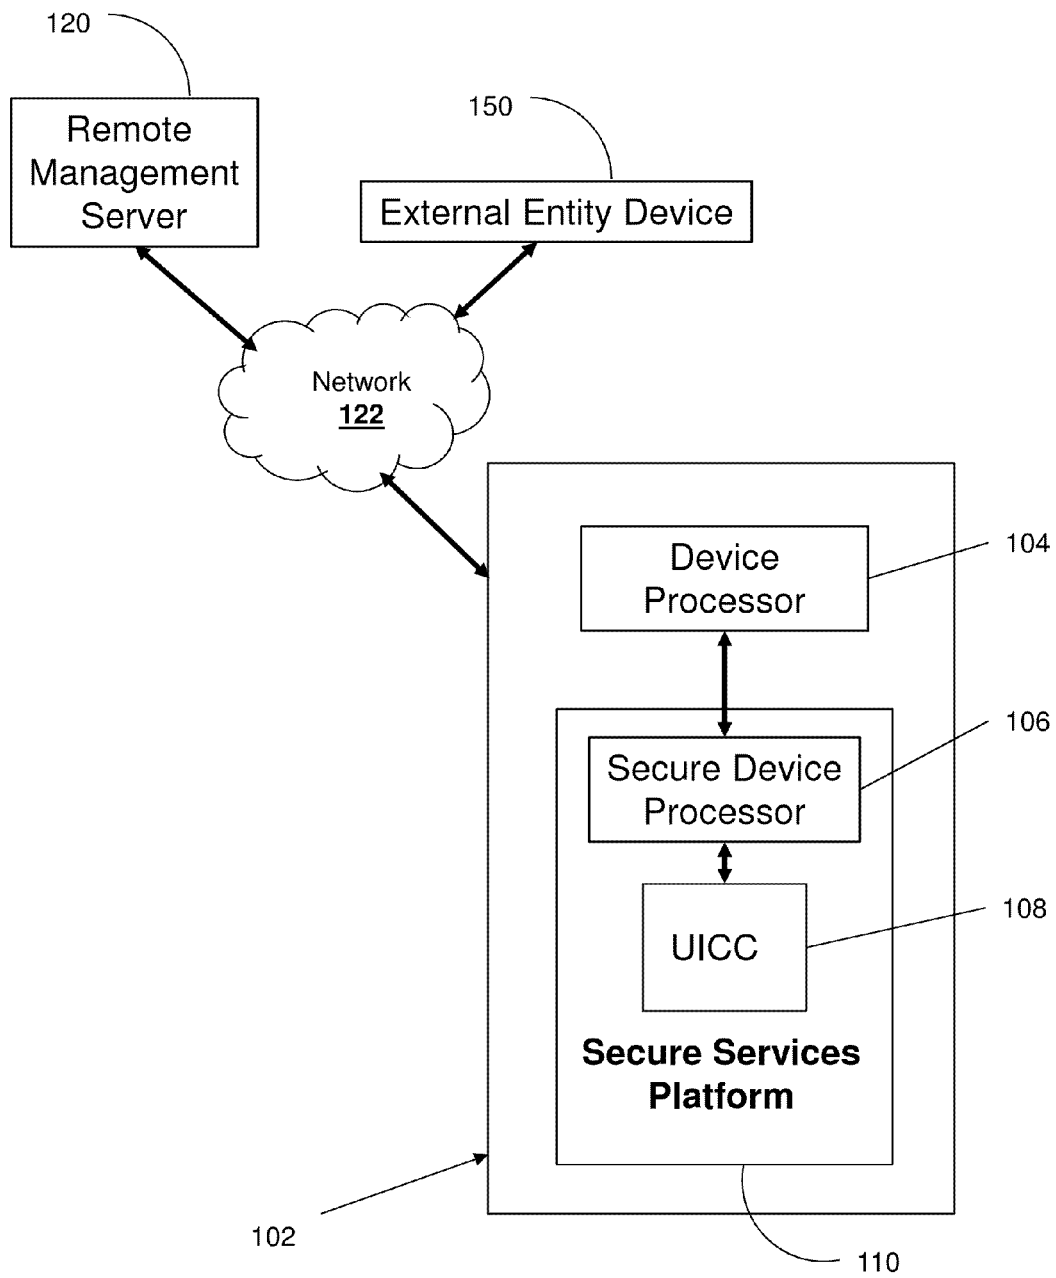 120
Remote
Management
Server
150
External Entity Device
Network
122
Device
Processor
104
106
Secure Device
Processor
108
UICC
Secure Services
Platform
102
110